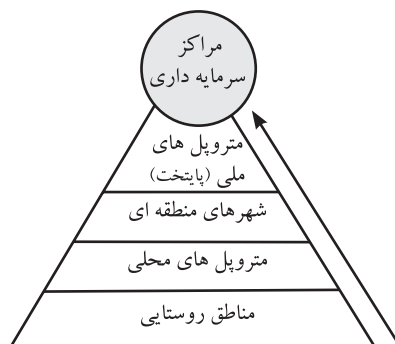 مراکز
سرمایه داری
متروپل های
ملی (پایتخت)
شهرهای منطقه ای
متروپل های محلی
مناطق روستایی